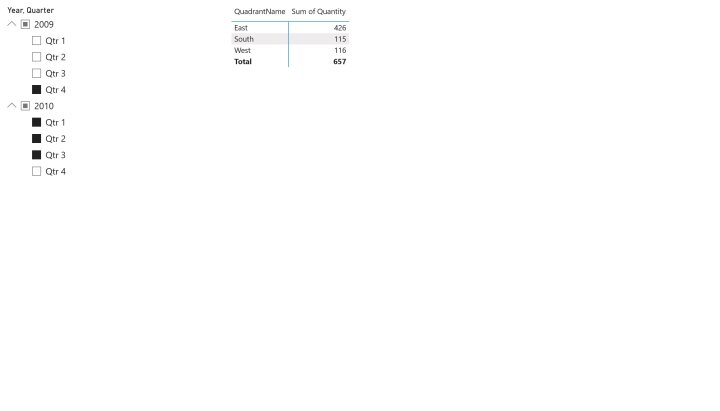 Year, Quarter
2009
Qtr 1
Qtr 2
Qtr 3
Qtr 4
2010
Qtr 1
Qtr 2
Qtr 3
Qtr 4
QuadrantName Sum of Quantity
East 426
South 115
West 116
Total 657